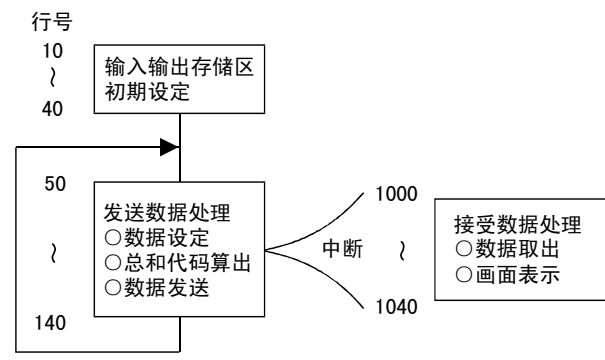 行号
10
～
40
输入输出存储区
初期设定
50
～
140
发送数据处理
○数据设定
○总和代码算出
○数据发送
中断
1000
～
1040
接受数据处理
○数据取出
○画面表示